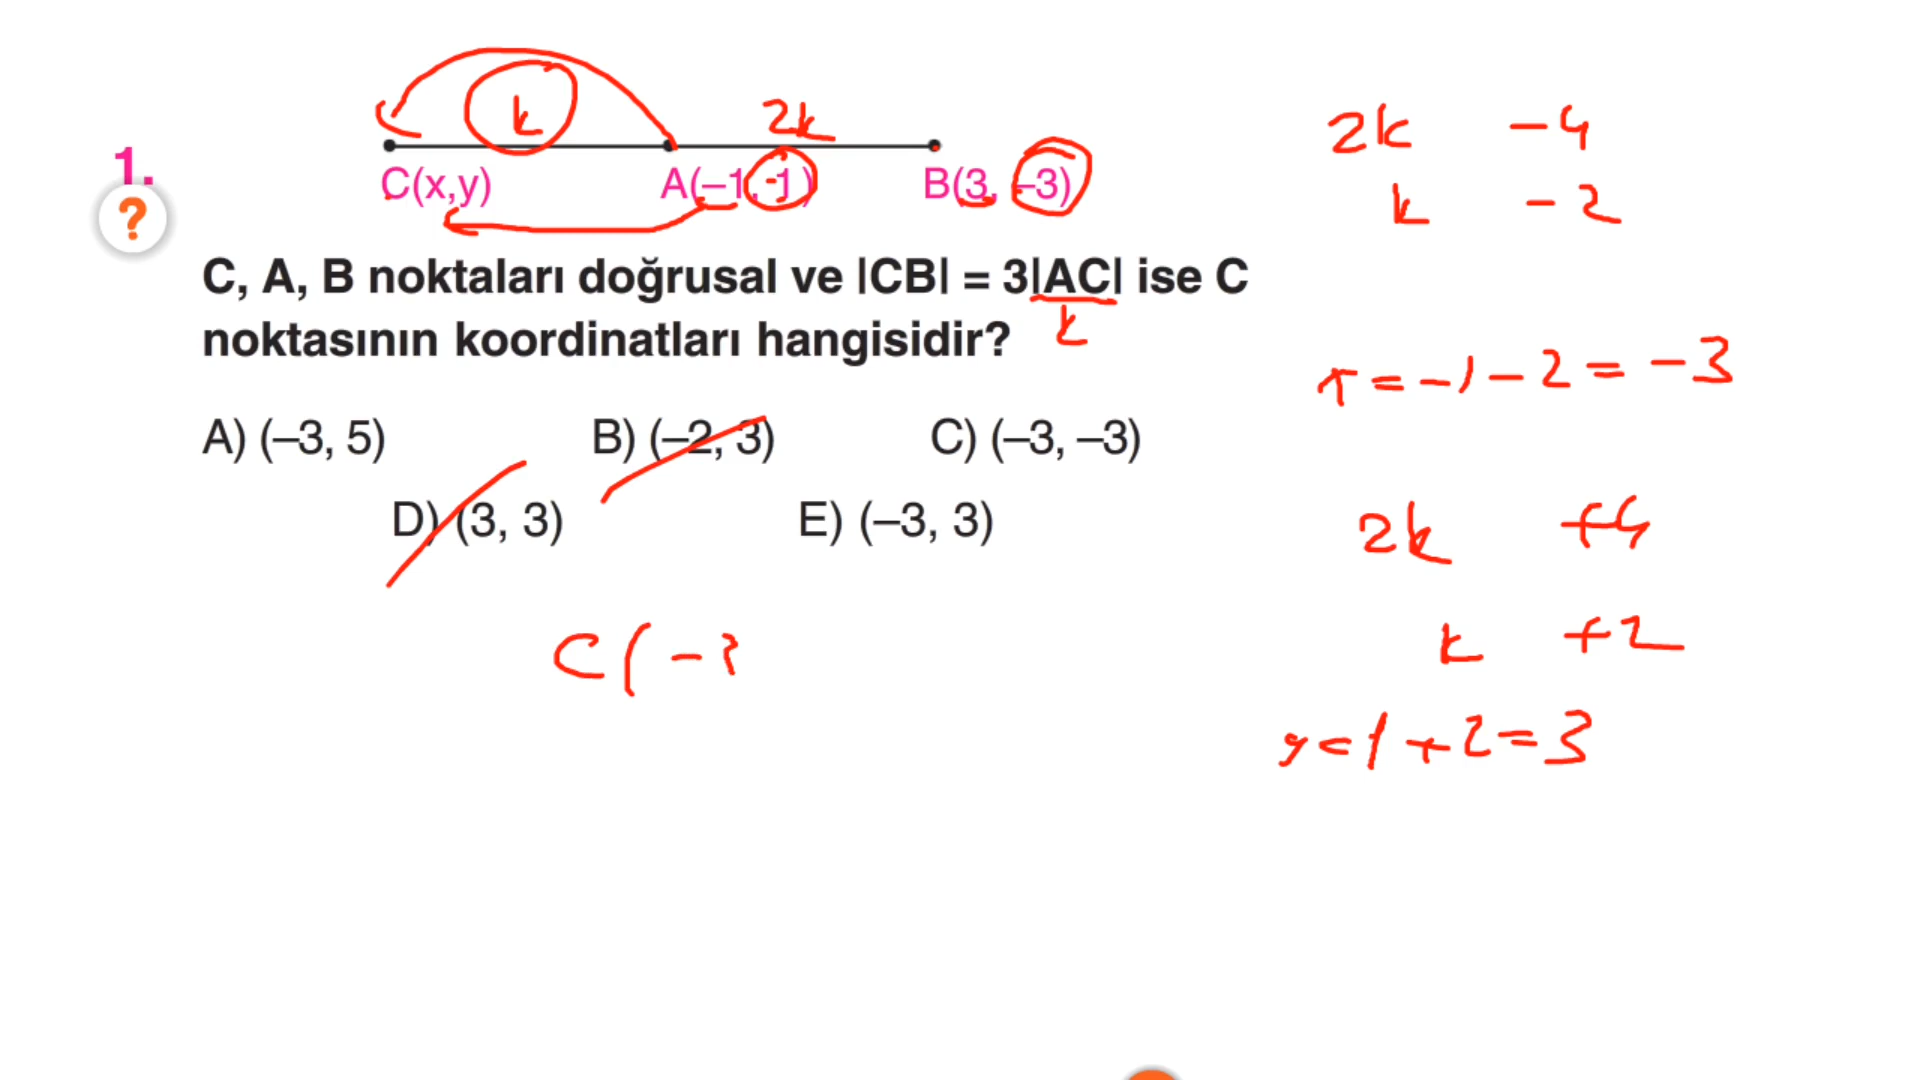 k
2k
1.
C(x,y) A(–1, 1) B(3, –3)
?
C, A, B noktaları doğrusal ve |CB| = 3|AC| ise C
noktasının koordinatları hangisidir?
k
A) (–3, 5) B) (–2, 3) C) (–3, –3)
D) (3, 3) E) (–3, 3)
C( -3
2k -4
k -2
x = -1 - 2 = -3
2k +4
k +2
y = 1 + 2 = 3